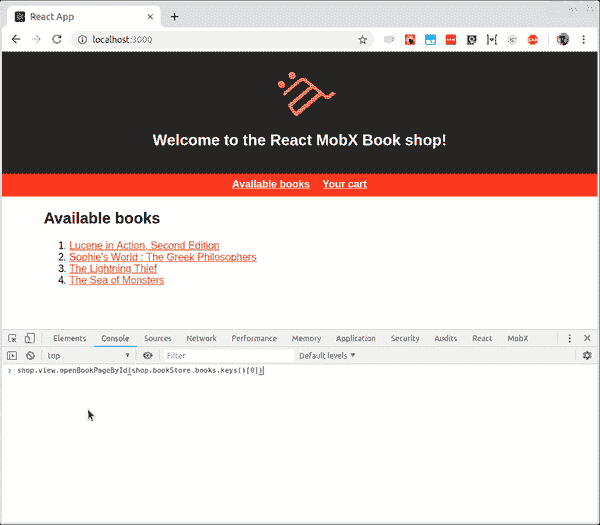 React App
localhost:3000
Welcome to the React MobX Book shop!
Available books Your cart
Available books
1. Lucene in Action, Second Edition
2. Sophie's World : The Greek Philosophers
3. The Lightning Thief
4. The Sea of Monsters
Elements Console Sources Network Performance Memory Application Security Audits React MobX
top Filter Default levels
shop.view.openBookPageById(shop.bookStore.books.keys()[0])